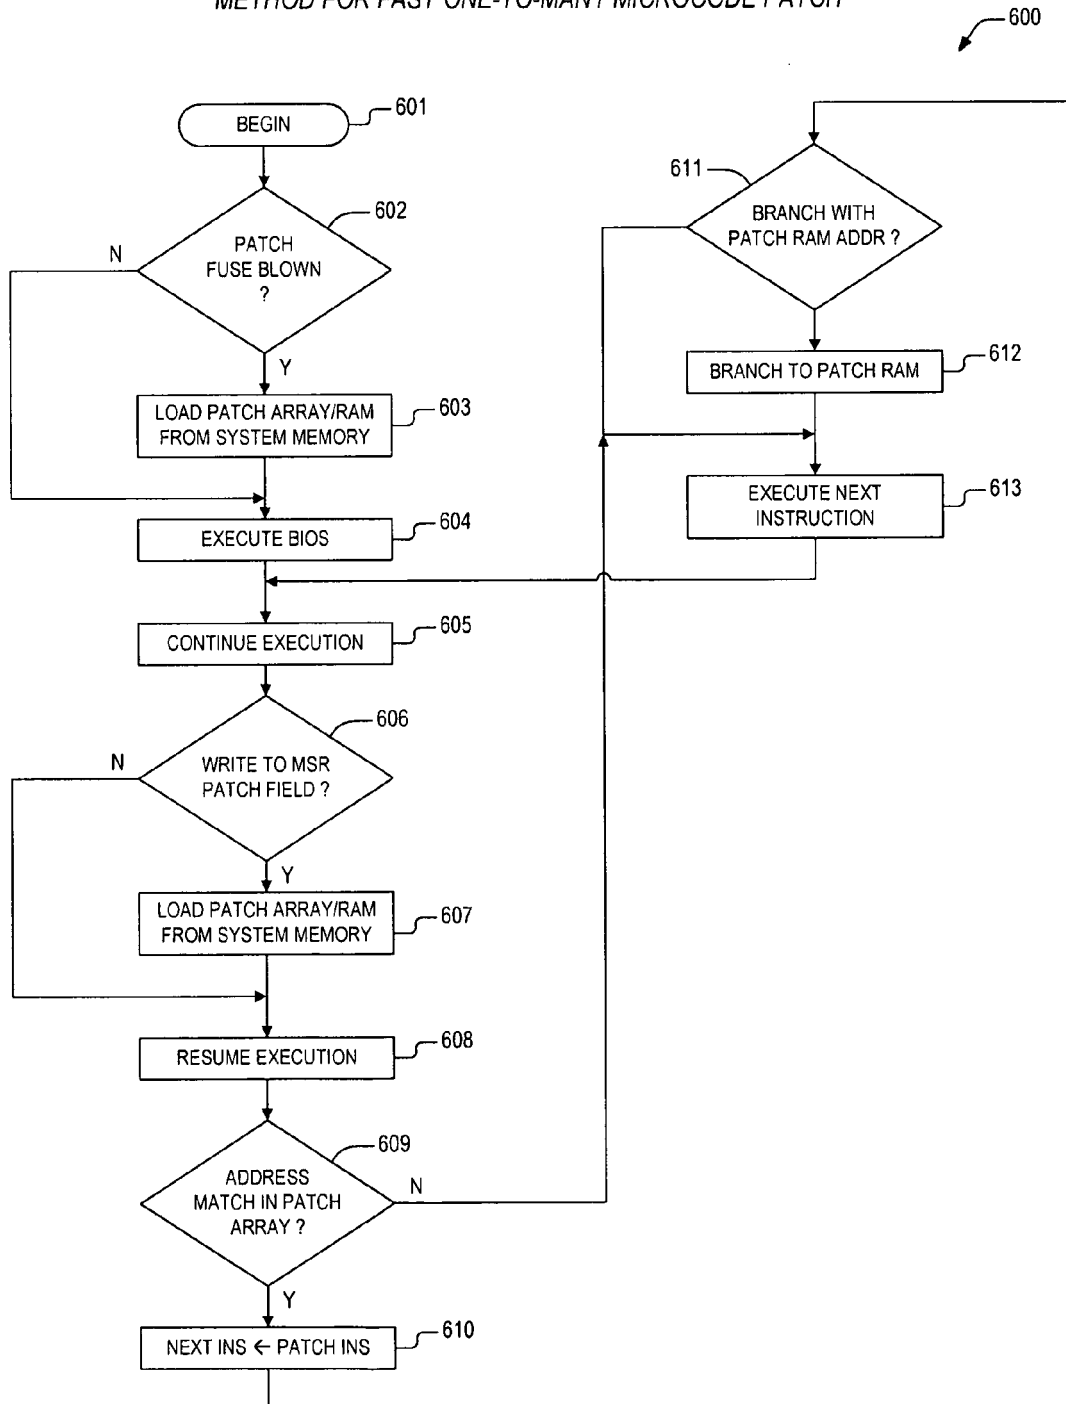 METHOD FOR FAST ONE-TO-MANY MICROCODE PATCH
600
BEGIN
601
PATCH
FUSE BLOWN
?
602
N
Y
LOAD PATCH ARRAY/RAM
FROM SYSTEM MEMORY
603
EXECUTE BIOS
604
CONTINUE EXECUTION
605
WRITE TO MSR
PATCH FIELD ?
606
N
Y
LOAD PATCH ARRAY/RAM
FROM SYSTEM MEMORY
607
RESUME EXECUTION
608
ADDRESS
MATCH IN PATCH
ARRAY ?
609
N
Y
NEXT INS ← PATCH INS
610
611
BRANCH WITH
PATCH RAM ADDR ?
BRANCH TO PATCH RAM
612
EXECUTE NEXT
INSTRUCTION
613